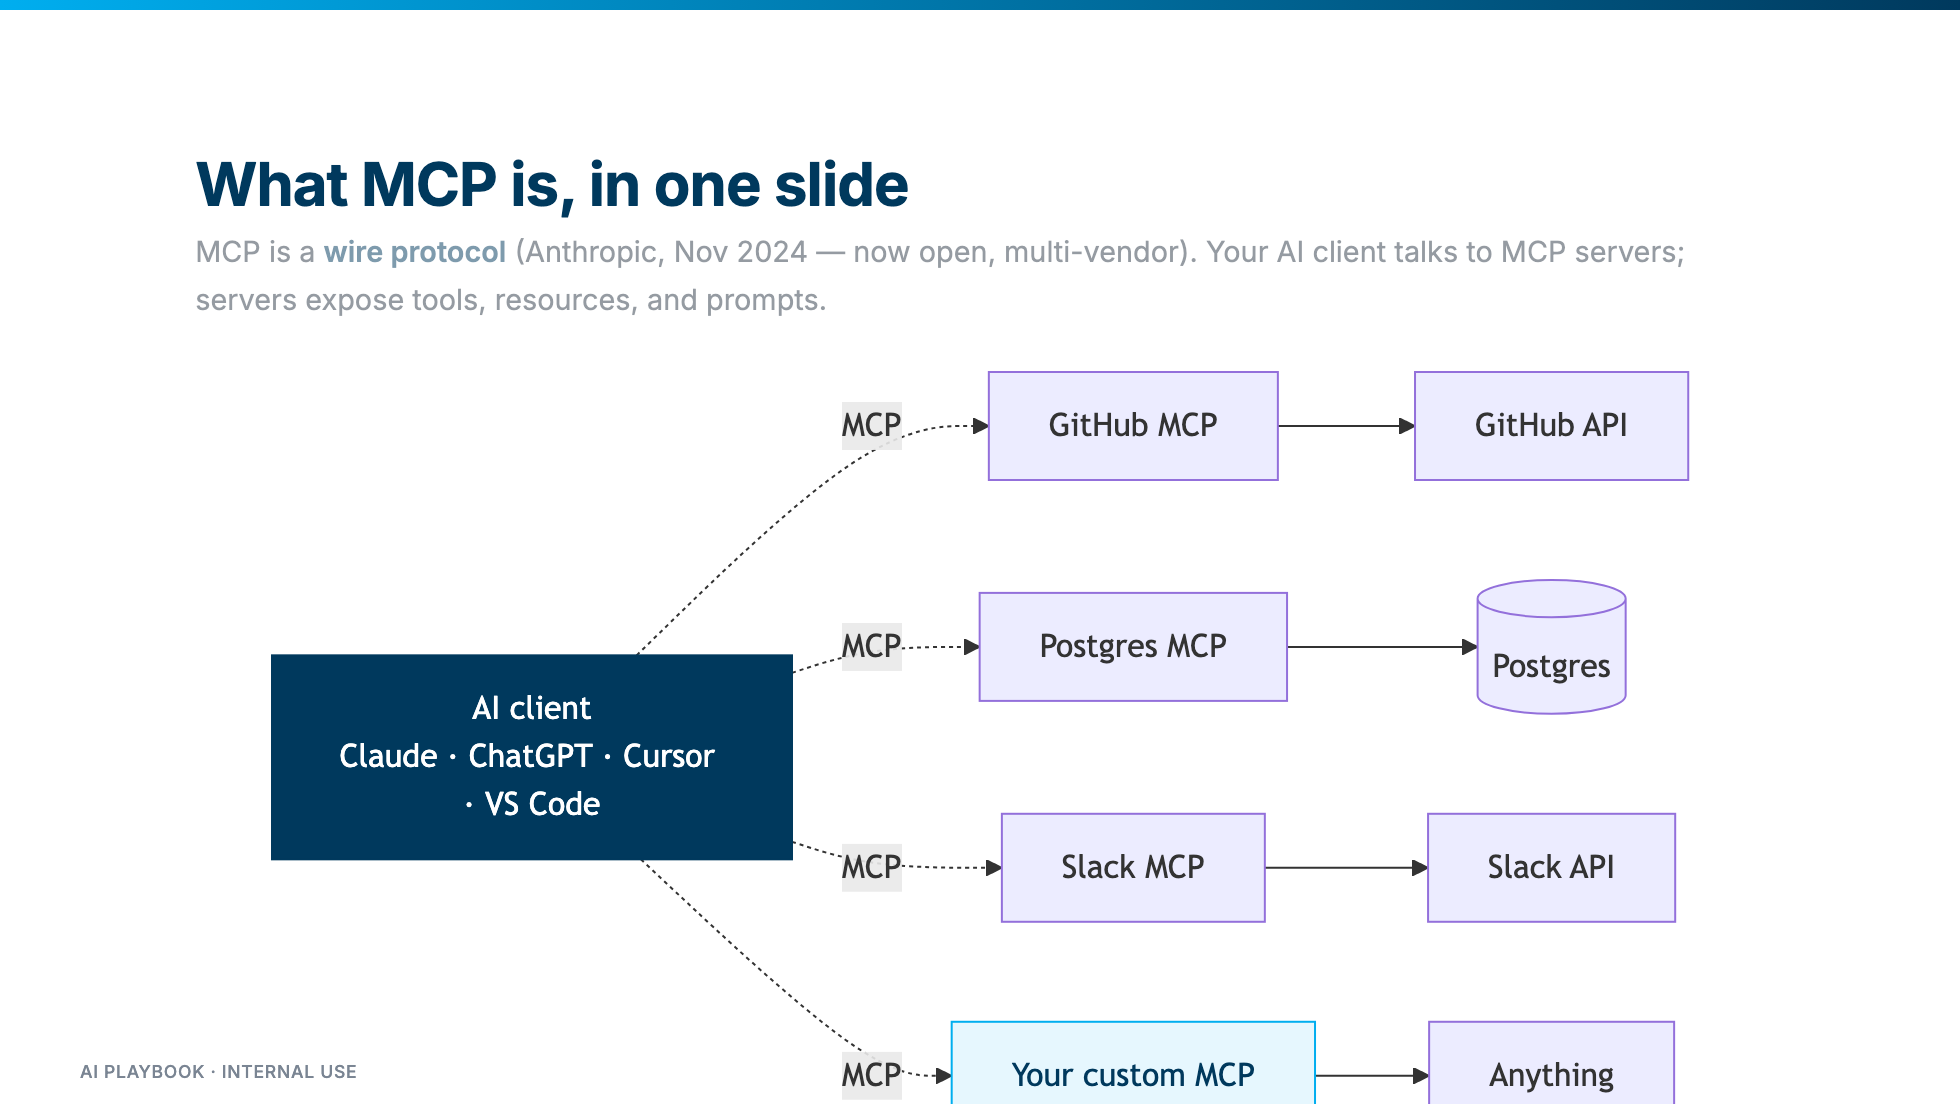 What MCP is, in one slide
MCP is a wire protocol (Anthropic, Nov 2024 — now open, multi-vendor). Your AI client talks to MCP servers;
servers expose tools, resources, and prompts.
MCP
GitHub MCP
GitHub API
MCP
Postgres MCP
Postgres
AI client
Claude · ChatGPT · Cursor
· VS Code
MCP
Slack MCP
Slack API
MCP
Your custom MCP
Anything
AI PLAYBOOK · INTERNAL USE